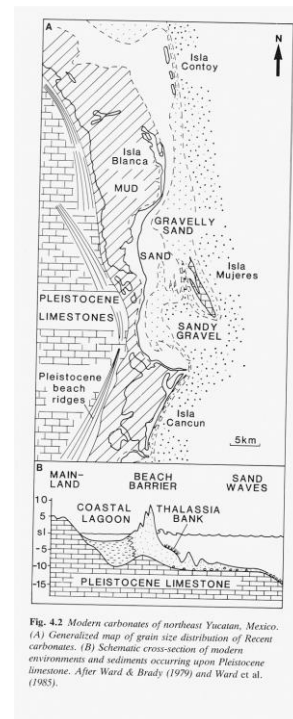 A
N
Isla
Contoy
Isla
Blanca
MUD
GRAVELLY
SAND
SAND
Isla
Mujeres
PLEISTOCENE
LIMESTONES
SANDY
GRAVEL
Pleistocene
beach
ridges
Isla
Cancun
5km
B
MAIN-
LAND
BEACH
BARRIER
SAND
WAVES
10
5
sl
-5
-10
-15
COASTAL
LAGOON
THALASSIA
BANK
PLEISTOCENE LIMESTONE
Fig. 4.2 Modern carbonates of northeast Yucatan, Mexico.
(A) Generalized map of grain size distribution of Recent
carbonates. (B) Schematic cross-section of modern
environments and sediments occurring upon Pleistocene
limestone. After Ward & Brady (1979) and Ward et al.
(1985).